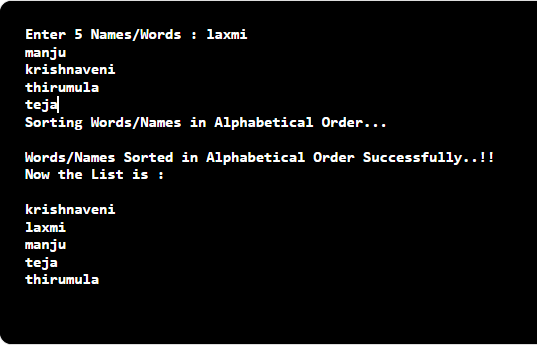 Enter 5 Names/Words : laxmi
manju
krishnaveni
thirumula
teja
Sorting Words/Names in Alphabetical Order...
Words/Names Sorted in Alphabetical Order Successfully..!!
Now the List is :
krishnaveni
laxmi
manju
teja
thirumula